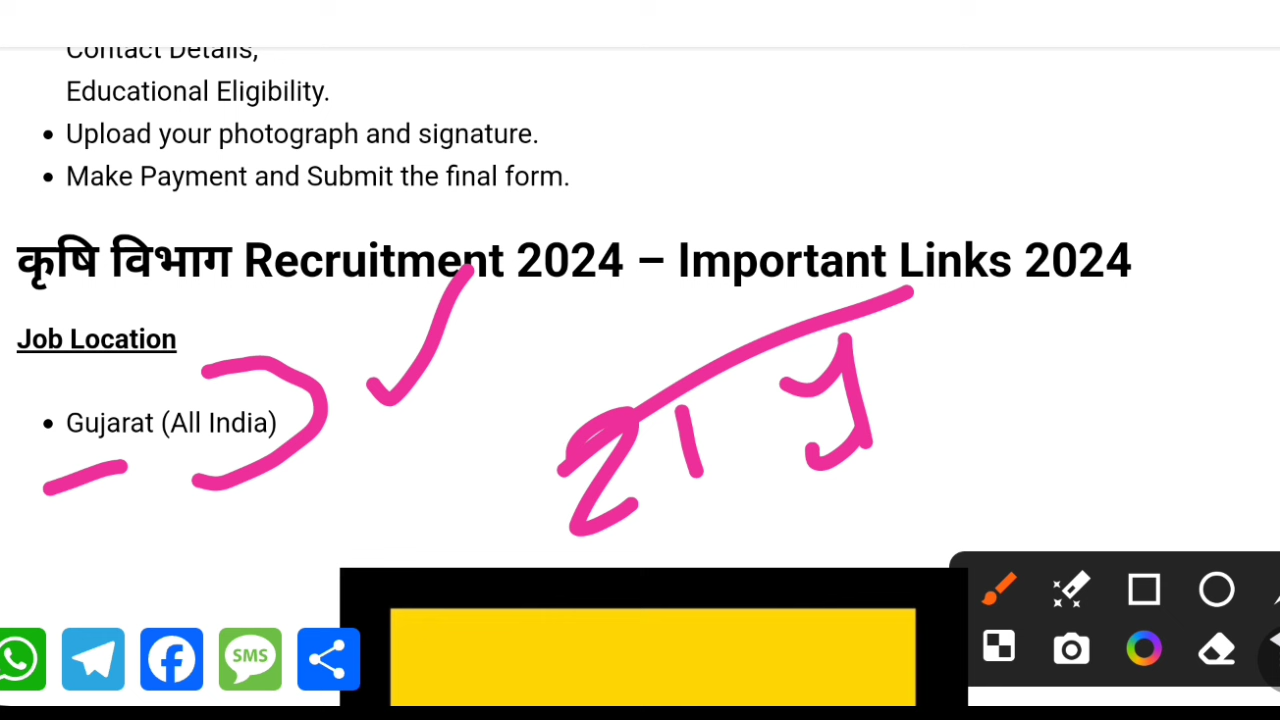 Contact Details,
Educational Eligibility.
Upload your photograph and signature.
Make Payment and Submit the final form.
कृषि विभाग Recruitment 2024 – Important Links 2024
Job Location
Gujarat (All India)
SMS